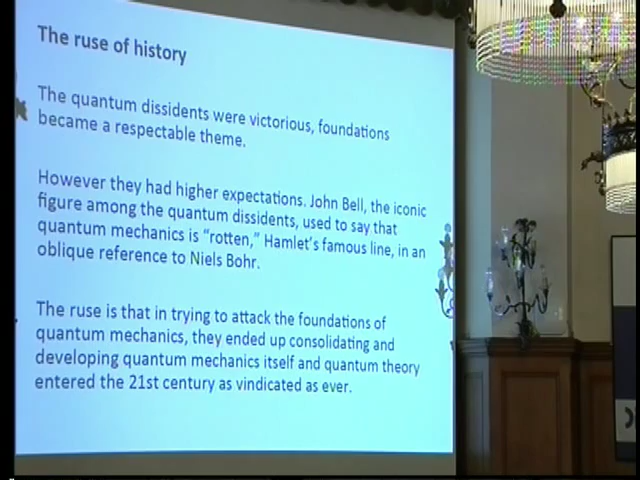 The ruse of history
The quantum dissidents were victorious, foundations
became a respectable theme.
However they had higher expectations. John Bell, the iconic
figure among the quantum dissidents, used to say that
quantum mechanics is “rotten,” Hamlet’s famous line, in an
oblique reference to Niels Bohr.
The ruse is that in trying to attack the foundations of
quantum mechanics, they ended up consolidating and
developing quantum mechanics itself and quantum theory
entered the 21st century as vindicated as ever.